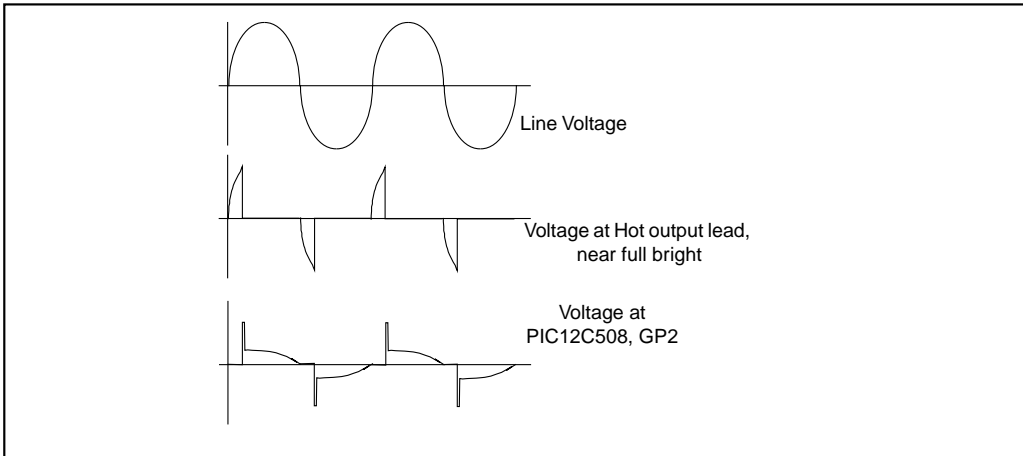 Line Voltage
Voltage at Hot output lead,
near full bright
Voltage at
PIC12C508, GP2